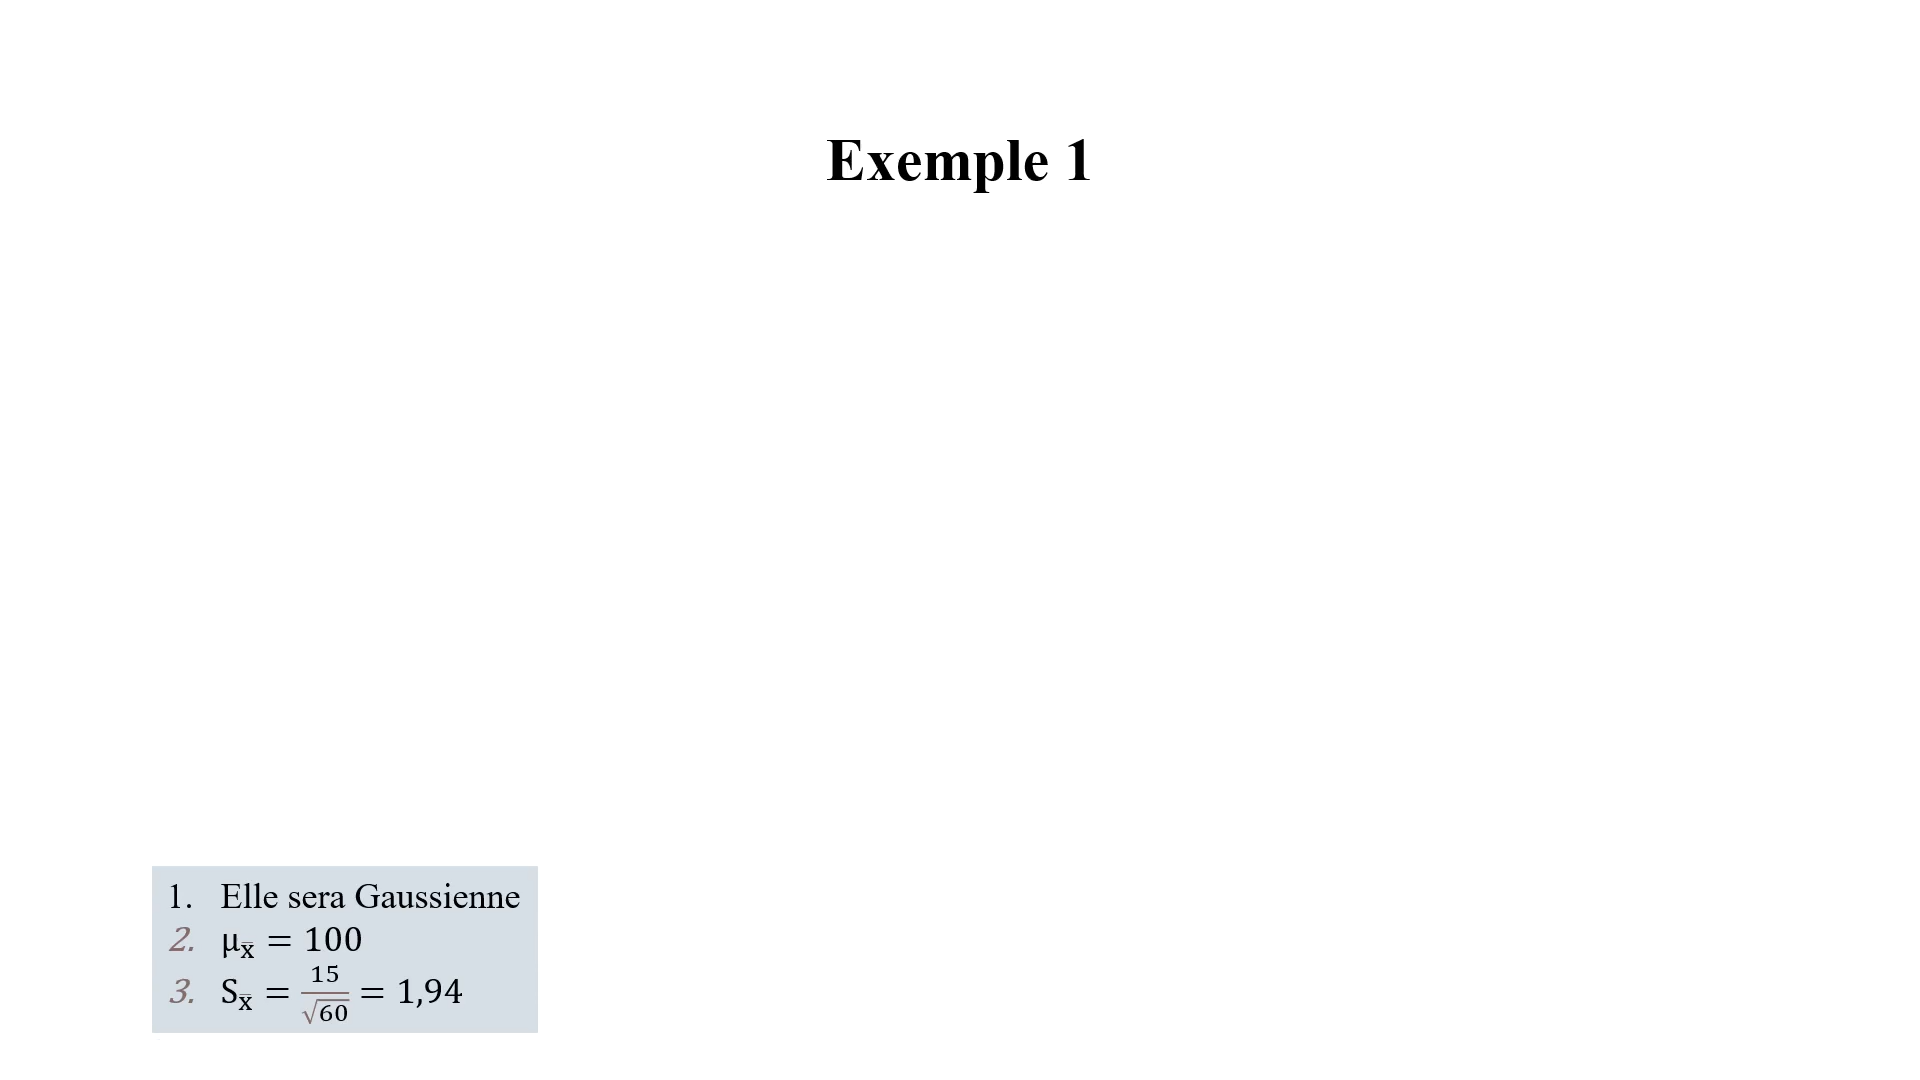 Exemple 1
1. Elle sera Gaussienne
2. μx̄ = 100
3. Sx̄ = 15/√60 = 1,94